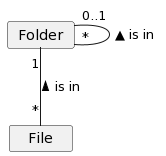 0..1
Folder
*
▲ is in
1
▲ is in
*
File